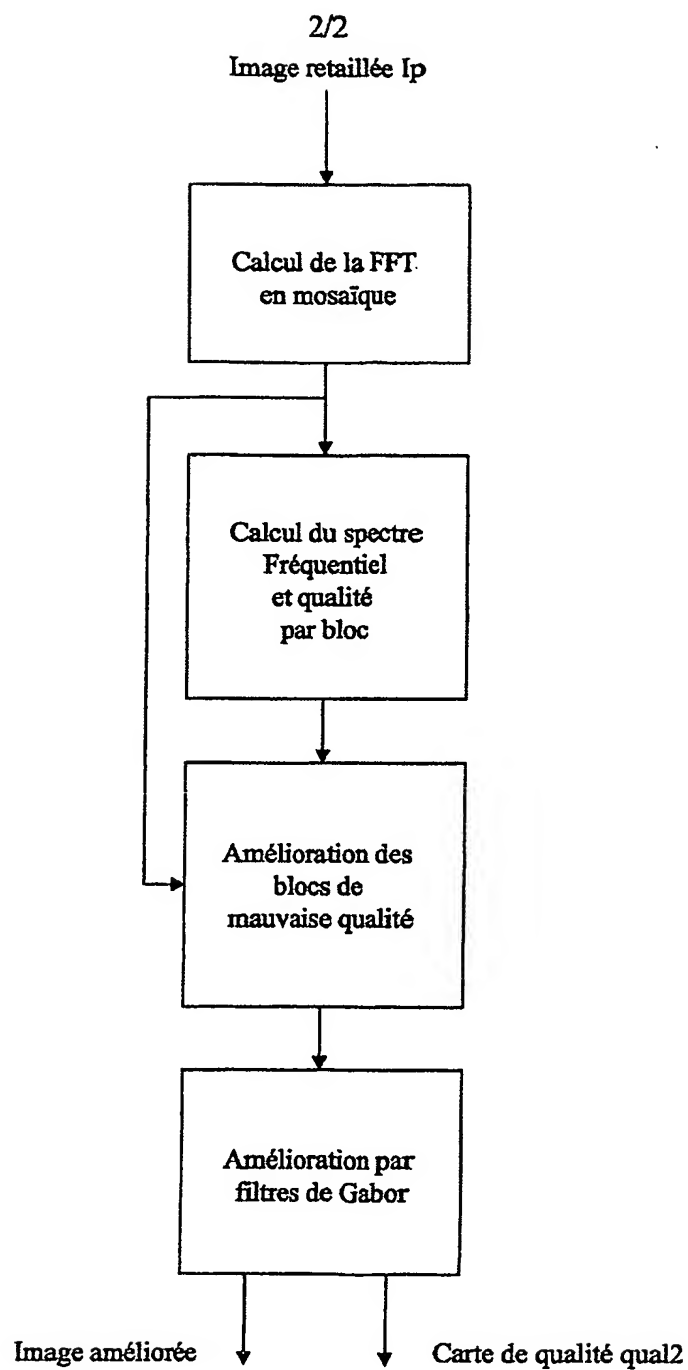 2/2
Image retaillée Ip
Calcul de la FFT
en mosaïque
Calcul du spectre
Fréquentiel
et qualité
par bloc
Amélioration des
blocs de
mauvaise qualité
Amélioration par
filtres de Gabor
Image améliorée
Carte de qualité qual2